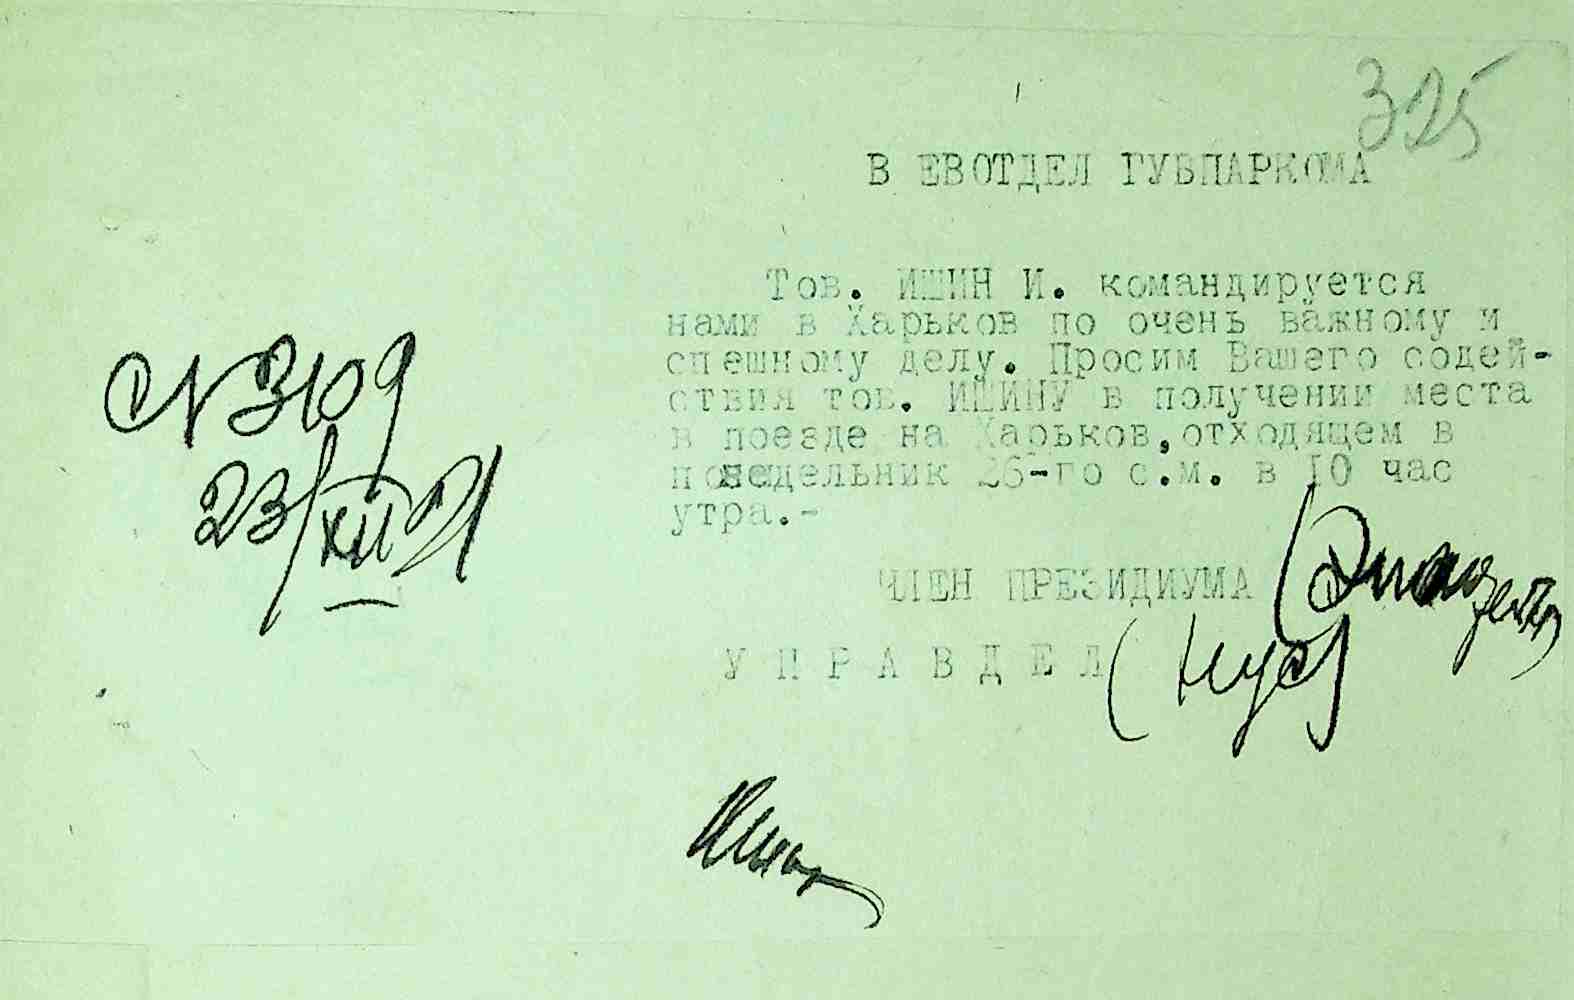 325
В ЕВОТДЕЛ ГУБПАРКОМА
Тов. ИШИН И. командируется
нами в Харьков по очень важному и
спешному делу. Просим Вашего содей-
ствия тов. ИШИНУ в получении места
в поезде на Харьков, отходящем в
понедельник 26-го с.м. в 10 час
утра.-
№ 3109
23/XII 21
ЧЛЕН ПРЕЗИДИУМА
УПРАВДЕЛ